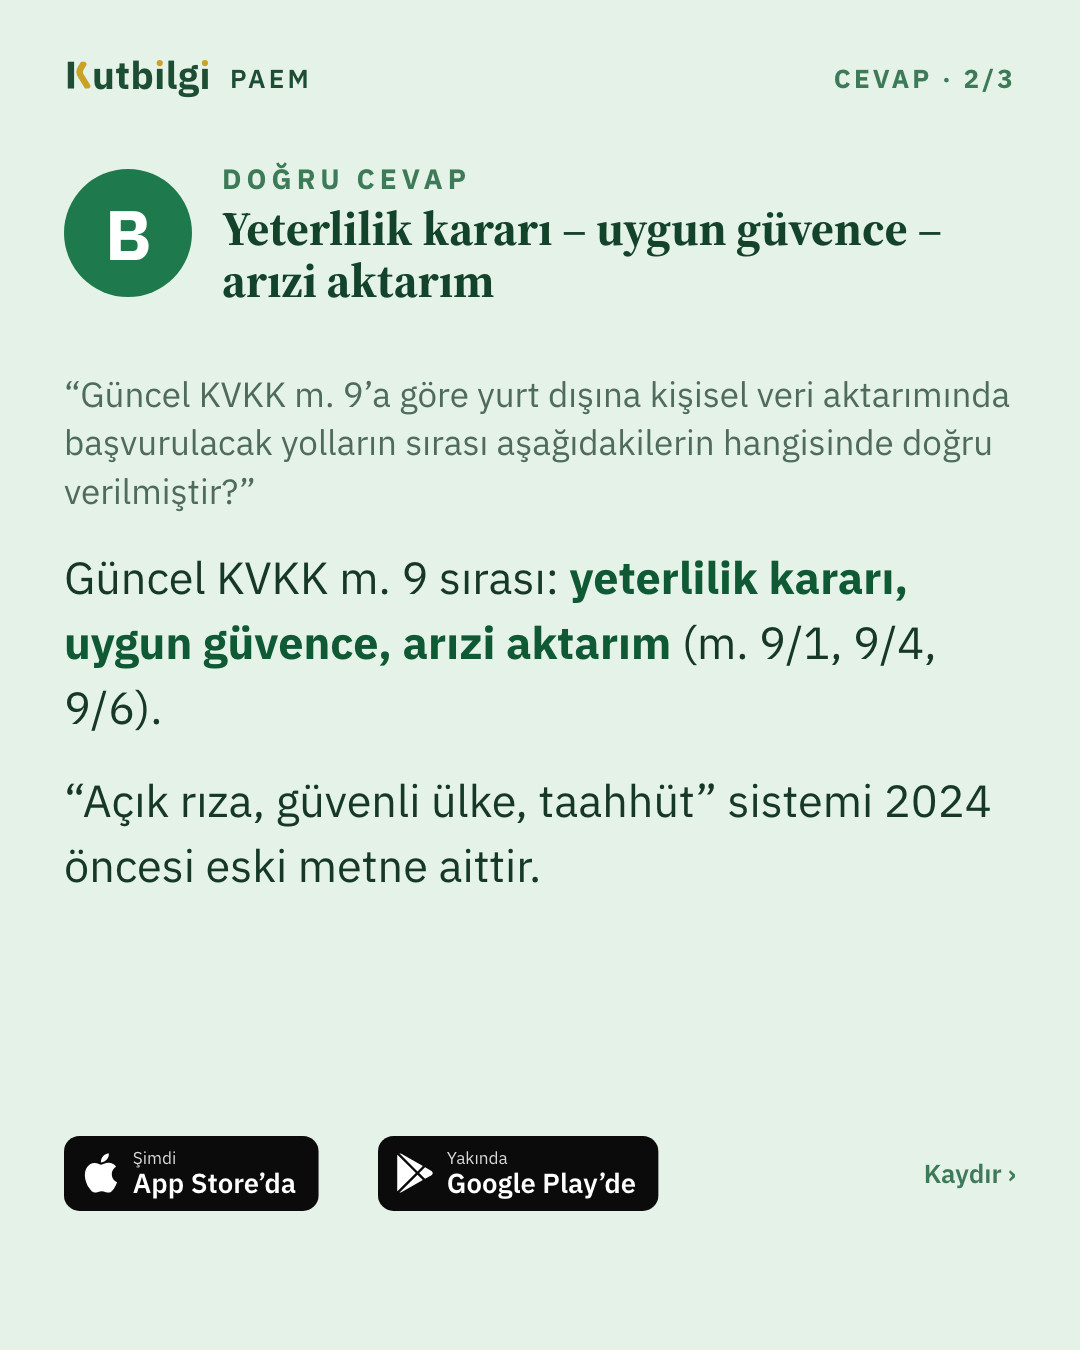 Kutbilgi PAEM
CEVAP · 2/3
B
DOĞRU CEVAP
Yeterlilik kararı – uygun güvence –
arızi aktarım
“Güncel KVKK m. 9’a göre yurt dışına kişisel veri aktarımında
başvurulacak yolların sırası aşağıdakilerin hangisinde doğru
verilmiştir?”
Güncel KVKK m. 9 sırası: yeterlilik kararı,
uygun güvence, arızi aktarım (m. 9/1, 9/4,
9/6).
“Açık rıza, güvenli ülke, taahhüt” sistemi 2024
öncesi eski metne aittir.
Şimdi
App Store’da
Yakında
Google Play’de
Kaydır ›